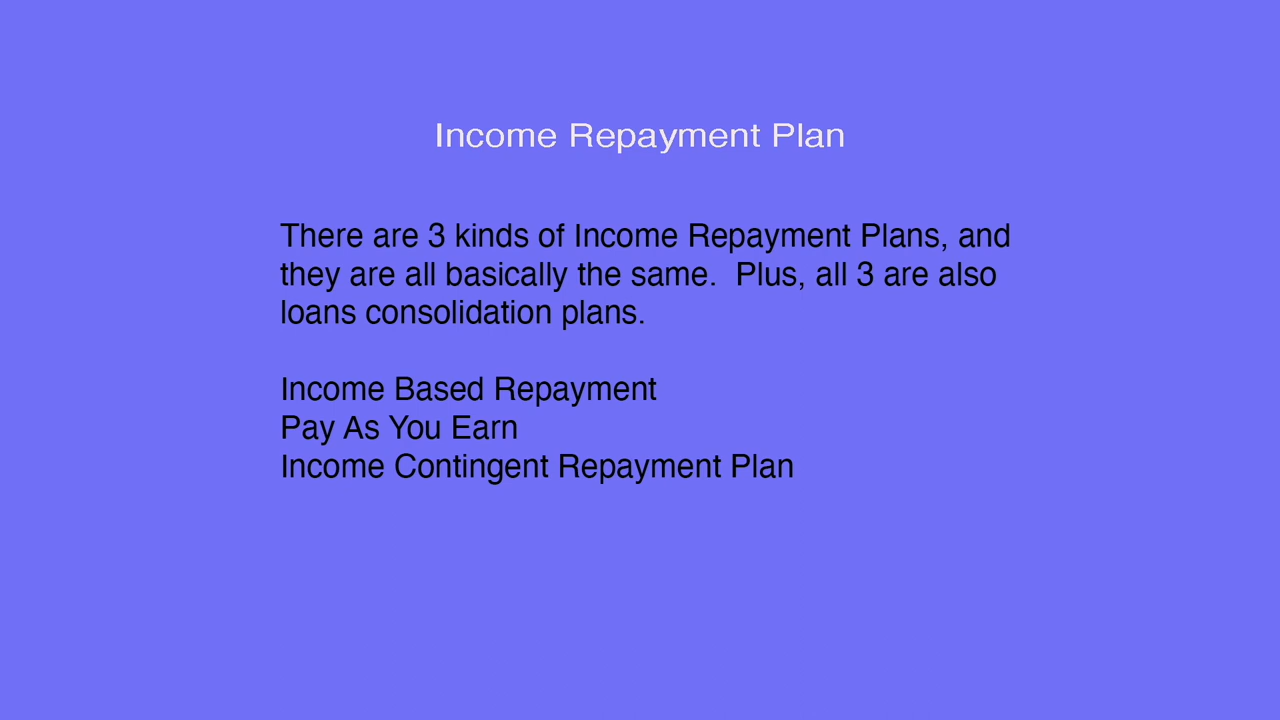 Income Repayment Plan
There are 3 kinds of Income Repayment Plans, and
they are all basically the same.  Plus, all 3 are also
loans consolidation plans.
Income Based Repayment
Pay As You Earn
Income Contingent Repayment Plan